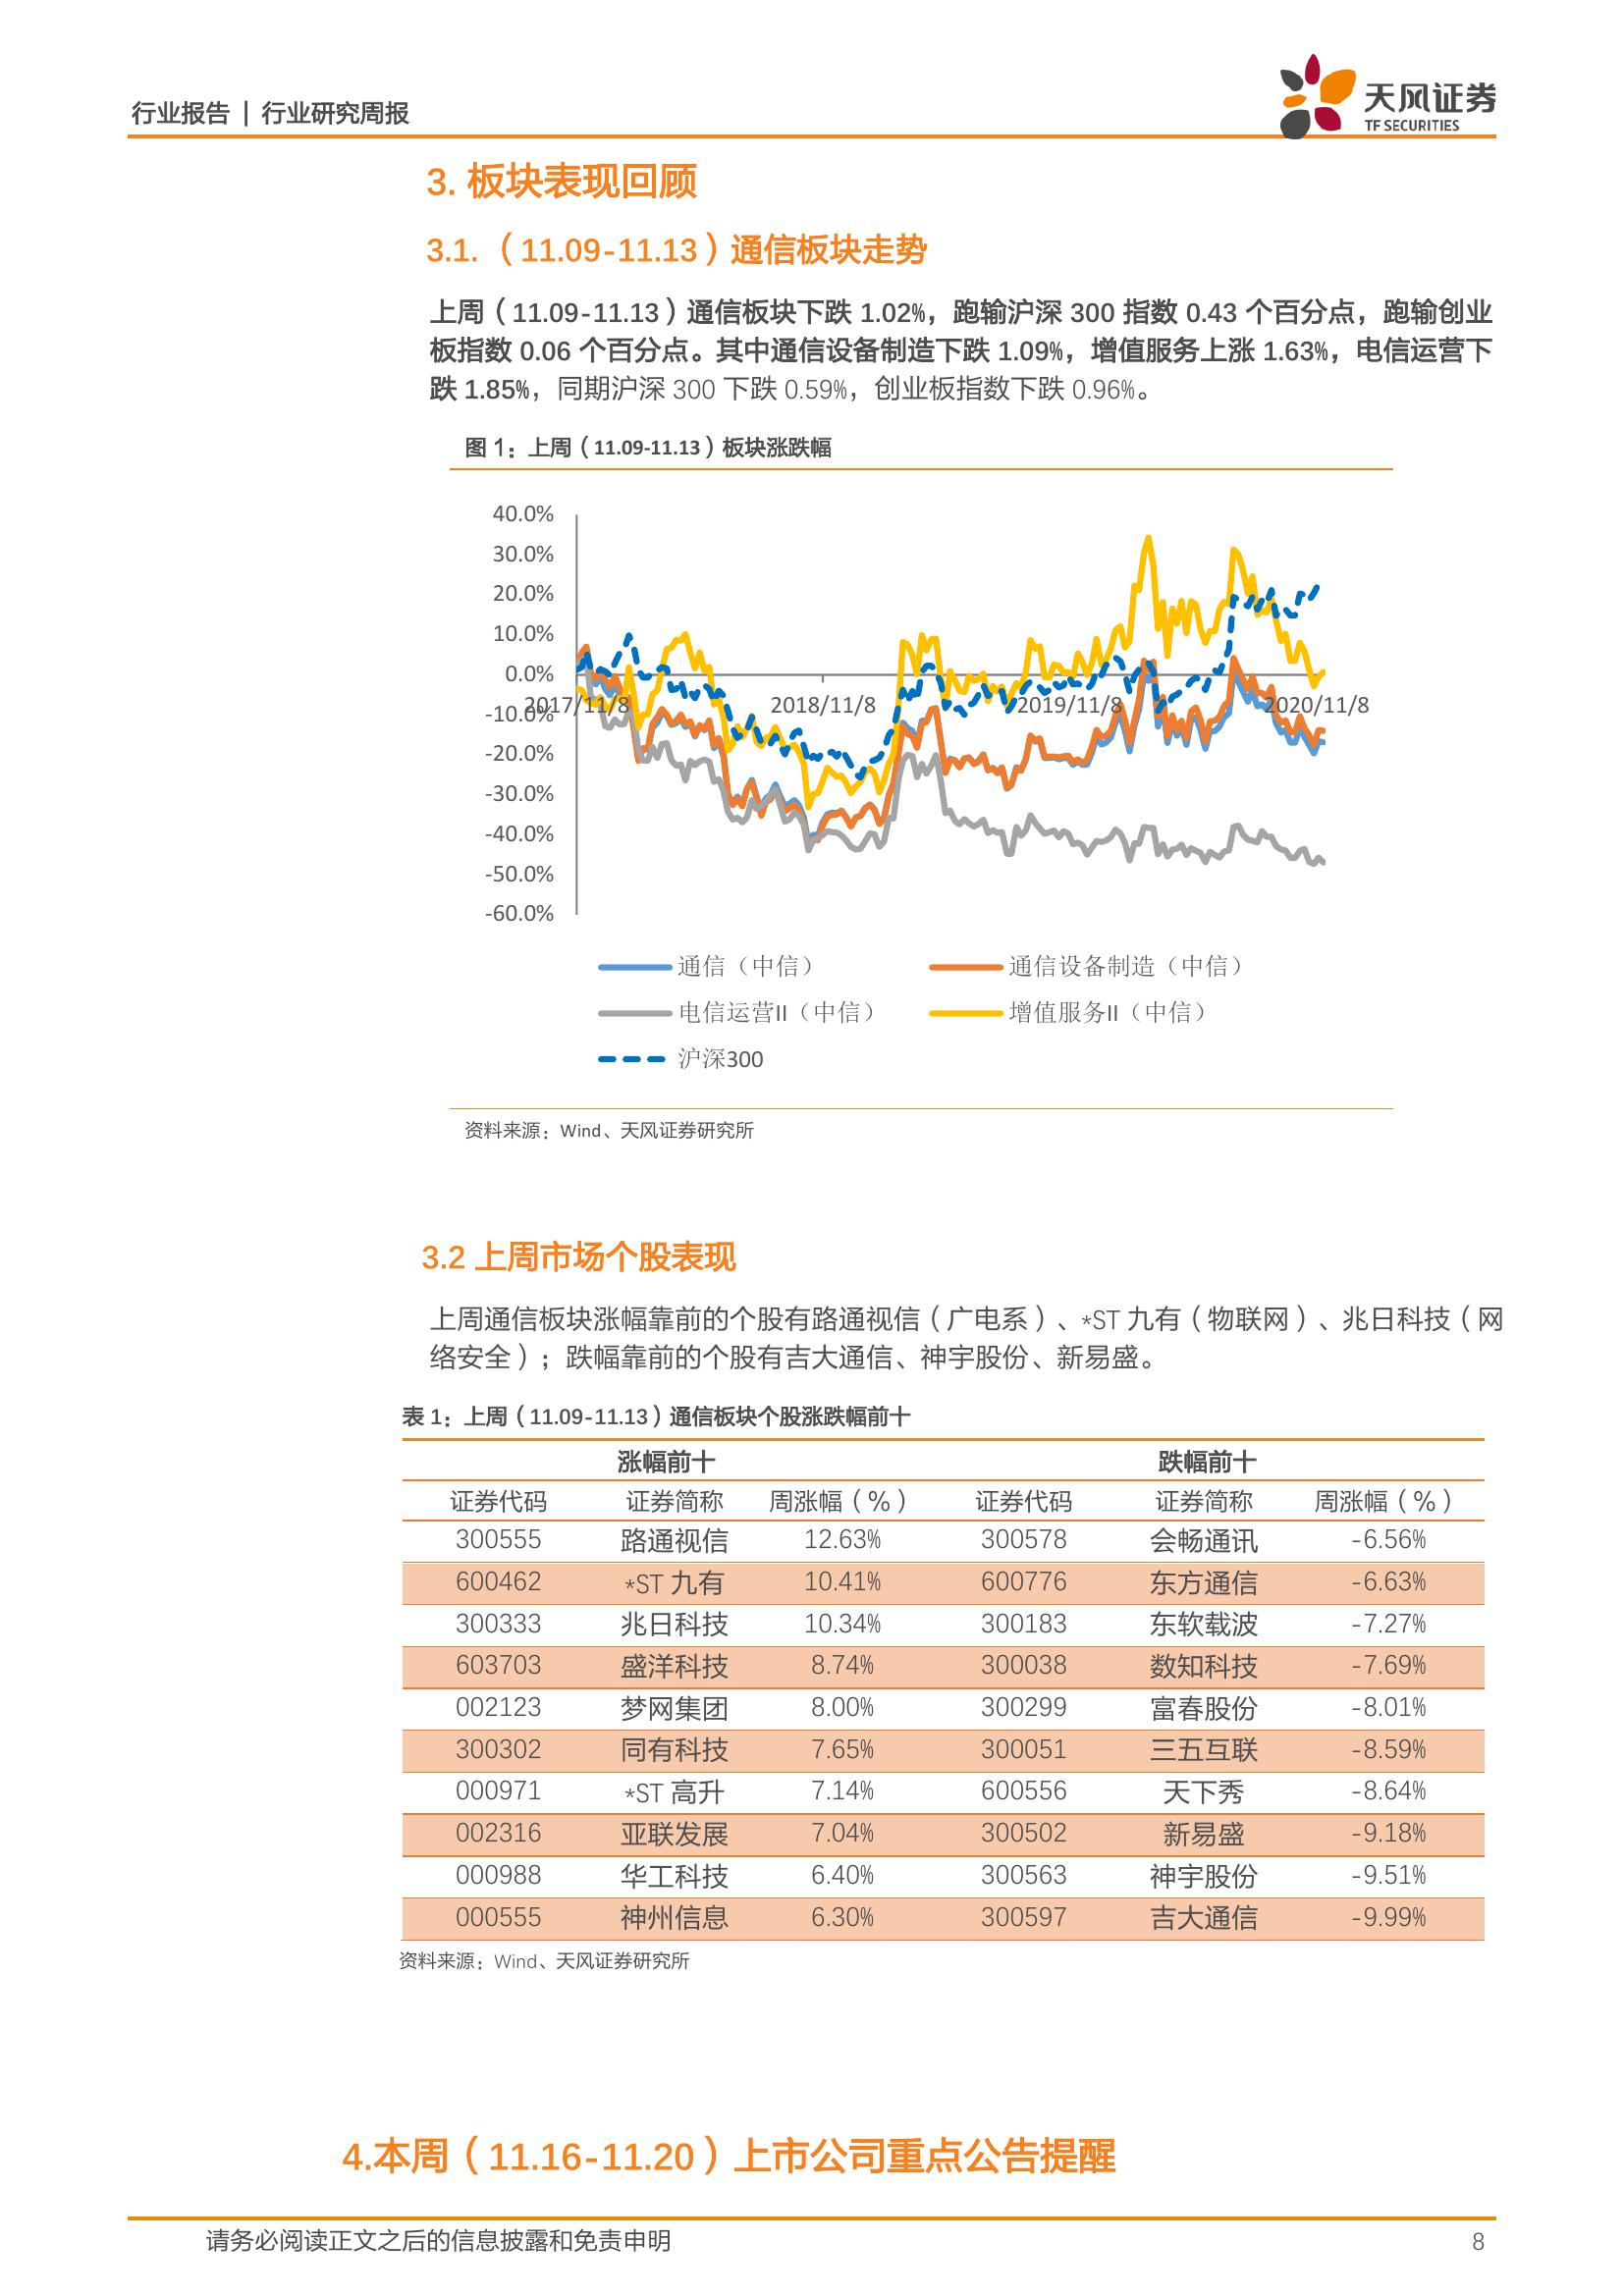 行业报告 | 行业研究周报
天风证券
TF SECURITIES
3. 板块表现回顾
3.1. （11.09-11.13）通信板块走势
上周（11.09-11.13）通信板块下跌 1.02%，跑输沪深 300 指数 0.43 个百分点，跑输创业
板指数 0.06 个百分点。其中通信设备制造下跌 1.09%，增值服务上涨 1.63%，电信运营下
跌 1.85%，同期沪深 300 下跌 0.59%，创业板指数下跌 0.96%。
图 1：上周（11.09-11.13）板块涨跌幅
40.0%
30.0%
20.0%
10.0%
0.0%
-10.0%
-20.0%
-30.0%
-40.0%
-50.0%
-60.0%
2017/11/8 2018/11/8 2019/11/8 2020/11/8
通信（中信） 通信设备制造（中信）
电信运营II（中信） 增值服务II（中信）
沪深300
资料来源：Wind、天风证券研究所
3.2 上周市场个股表现
上周通信板块涨幅靠前的个股有路通视信（广电系）、*ST 九有（物联网）、兆日科技（网
络安全）；跌幅靠前的个股有吉大通信、神宇股份、新易盛。
表 1：上周（11.09-11.13）通信板块个股涨跌幅前十
涨幅前十 跌幅前十
证券代码 证券简称 周涨幅（%） 证券代码 证券简称 周涨幅（%）
300555 路通视信 12.63% 300578 会畅通讯 -6.56%
600462 *ST 九有 10.41% 600776 东方通信 -6.63%
300333 兆日科技 10.34% 300183 东软载波 -7.27%
603703 盛洋科技 8.74% 300038 数知科技 -7.69%
002123 梦网集团 8.00% 300299 富春股份 -8.01%
300302 同有科技 7.65% 300051 三五互联 -8.59%
000971 *ST 高升 7.14% 600556 天下秀 -8.64%
002316 亚联发展 7.04% 300502 新易盛 -9.18%
000988 华工科技 6.40% 300563 神宇股份 -9.51%
000555 神州信息 6.30% 300597 吉大通信 -9.99%
资料来源：Wind、天风证券研究所
4.本周（11.16-11.20）上市公司重点公告提醒
请务必阅读正文之后的信息披露和免责申明 8